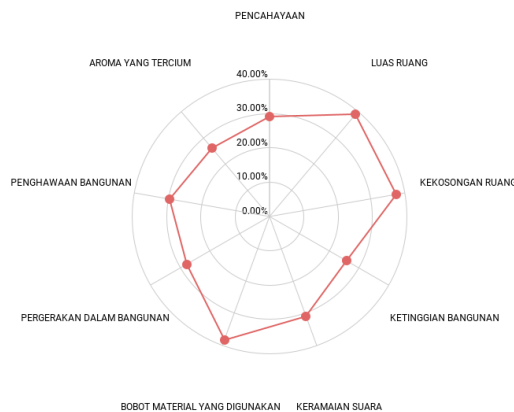 PENCAHAYAAN
AROMA YANG TERCIUM
LUAS RUANG
40.00%
30.00%
20.00%
10.00%
0.00%
PENGHAWAAN BANGUNAN
KEKOSONGAN RUANG
PERGERAKAN DALAM BANGUNAN
KETINGGIAN BANGUNAN
BOBOT MATERIAL YANG DIGUNAKAN
KERAMAIAN SUARA